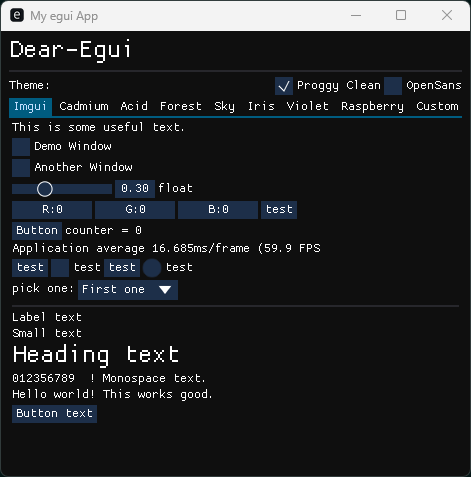 My egui App
Dear-Egui
Theme: Proggy Clean OpenSans
Imgui Cadmium Acid Forest Sky Iris Violet Raspberry Custom
This is some useful text.
Demo Window
Another Window
0.30 float
R:0 G:0 B:0 test
Button counter = 0
Application average 16.685ms/frame (59.9 FPS
test test test test
pick one: First one
Label text
Small text
Heading text
012356789 ! Monospace text.
Hello world! This works good.
Button text